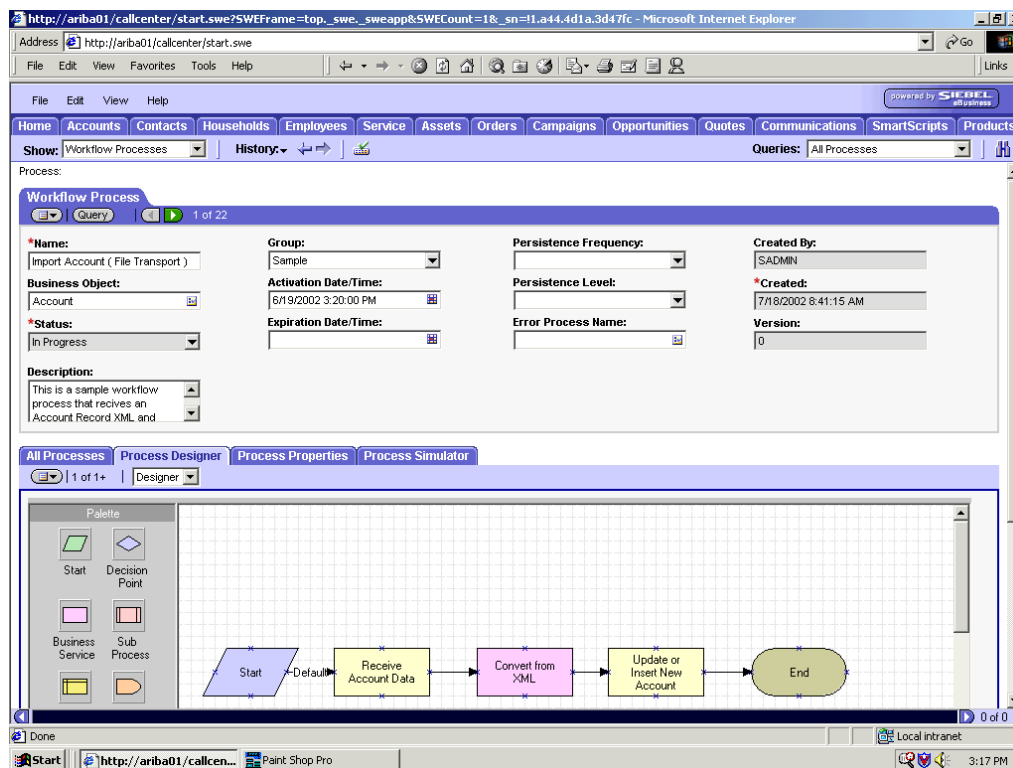 http://ariba01/callcenter/start.swe?SWEFrame=top._swe._sweapp&SWECount=1&_sn=!1.a44.4d1a.3d47fc - Microsoft Internet Explorer
Address http://ariba01/callcenter/start.swe Go
File Edit View Favorites Tools Help Links
File Edit View Help powered by SIEBEL eBusiness
Home Accounts Contacts Households Employees Service Assets Orders Campaigns Opportunities Quotes Communications SmartScripts Products
Show: Workflow Processes History: Queries: All Processes
Process:
Workflow Process
Query 1 of 22
*Name: Group: Persistence Frequency: Created By:
Import Account ( File Transport ) Sample SADMIN
Business Object: Activation Date/Time: Persistence Level: *Created:
Account 6/19/2002 3:20:00 PM 7/18/2002 8:41:15 AM
*Status: Expiration Date/Time: Error Process Name: Version:
In Progress 0
Description:
This is a sample workflow
process that recives an
Account Record XML and
All Processes Process Designer Process Properties Process Simulator
1 of 1+ Designer
Palette
Start Decision Point
Business Service Sub Process
Start Default Receive Account Data Convert from XML Update or Insert New Account End
0 of 0
Done Local intranet
Start http://ariba01/callcen... Paint Shop Pro 3:17 PM